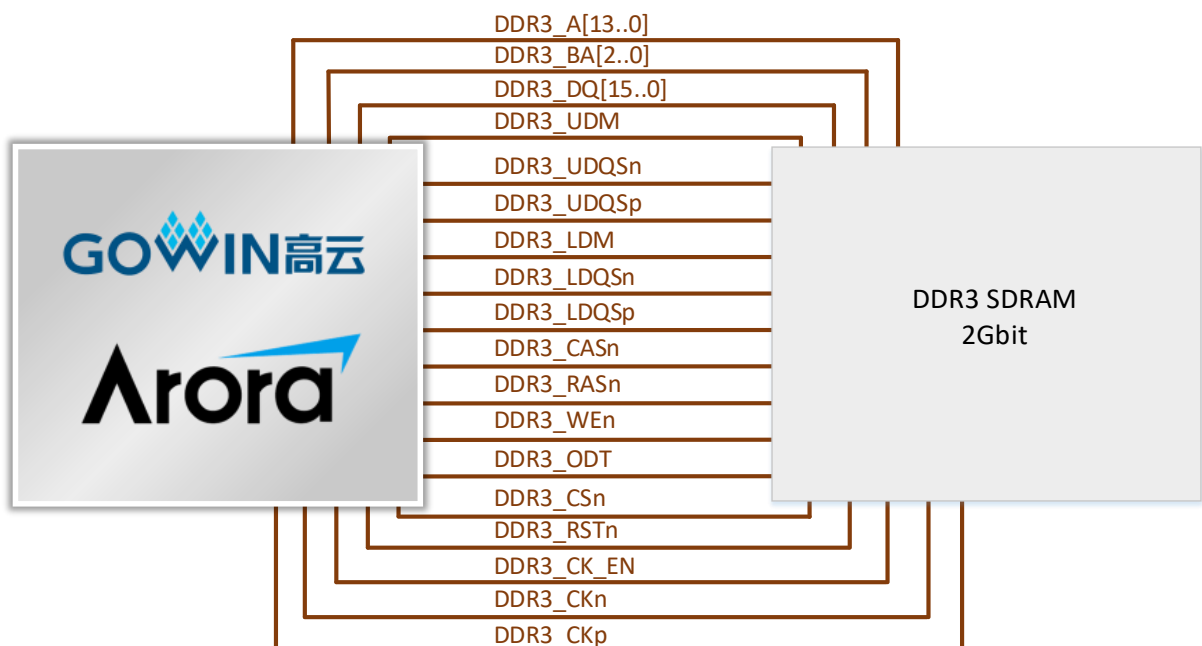 DDR3_A[13..0]
DDR3_BA[2..0]
DDR3_DQ[15..0]
DDR3_UDM
DDR3_UDQSn
DDR3_UDQSp
DDR3_LDM
DDR3_LDQSn
DDR3_LDQSp
DDR3_CASn
DDR3_RASn
DDR3_WEn
DDR3_ODT
DDR3_CSn
DDR3_RSTn
DDR3_CK_EN
DDR3_CKn
DDR3_CKp
GOWIN高云
Arora
DDR3 SDRAM
2Gbit